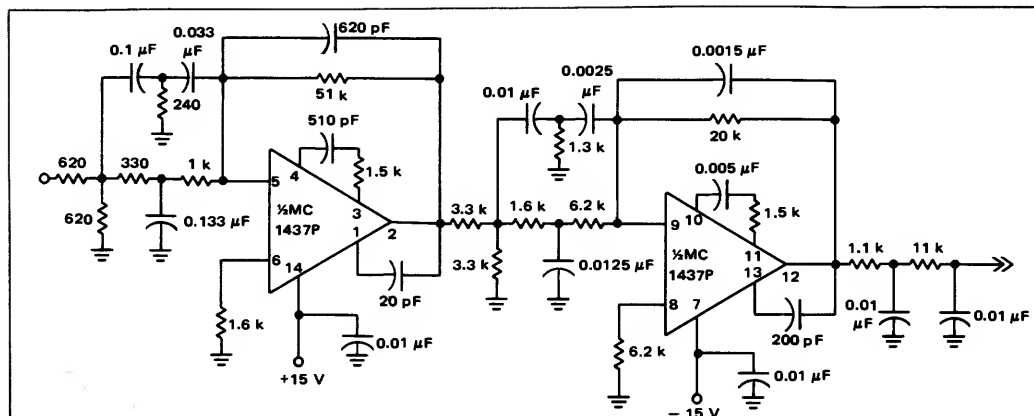 620 pF
0.033
μF
0.1 μF
51 k
240
510 pF
1.5 k
620
330
1 k
5
4
3
½MC
1437P
1
2
6
14
620
0.133 μF
20 pF
1.6 k
0.01 μF
+15 V
0.0015 μF
0.0025
μF
0.01 μF
20 k
1.3 k
0.005 μF
1.5 k
3.3 k
1.6 k
6.2 k
9
10
11
½MC
1437P
13
12
8
7
3.3 k
0.0125 μF
200 pF
6.2 k
0.01 μF
– 15 V
1.1 k
11 k
0.01
μF
0.01 μF